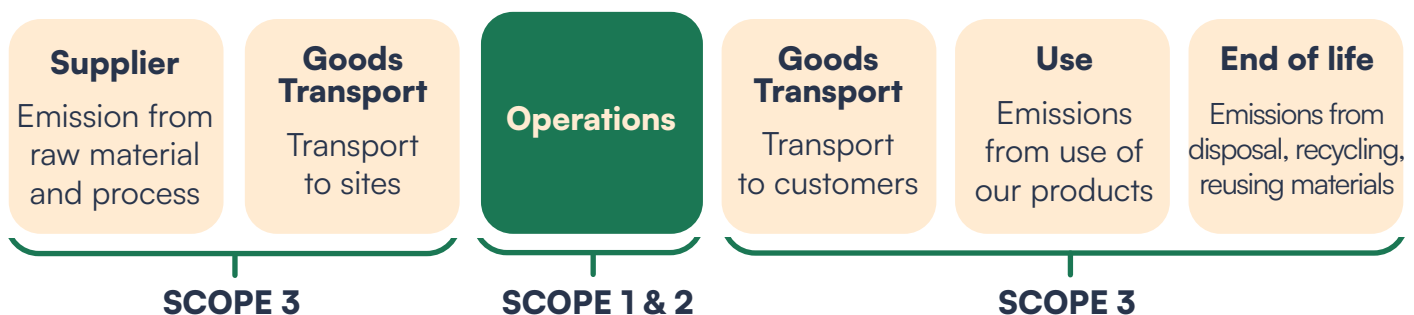 Supplier
Emission from
raw material
and process
Goods
Transport
Transport
to sites
Operations
Goods
Transport
Transport
to customers
Use
Emissions
from use of
our products
End of life
Emissions from
disposal, recycling,
reusing materials
SCOPE 3
SCOPE 1 & 2
SCOPE 3